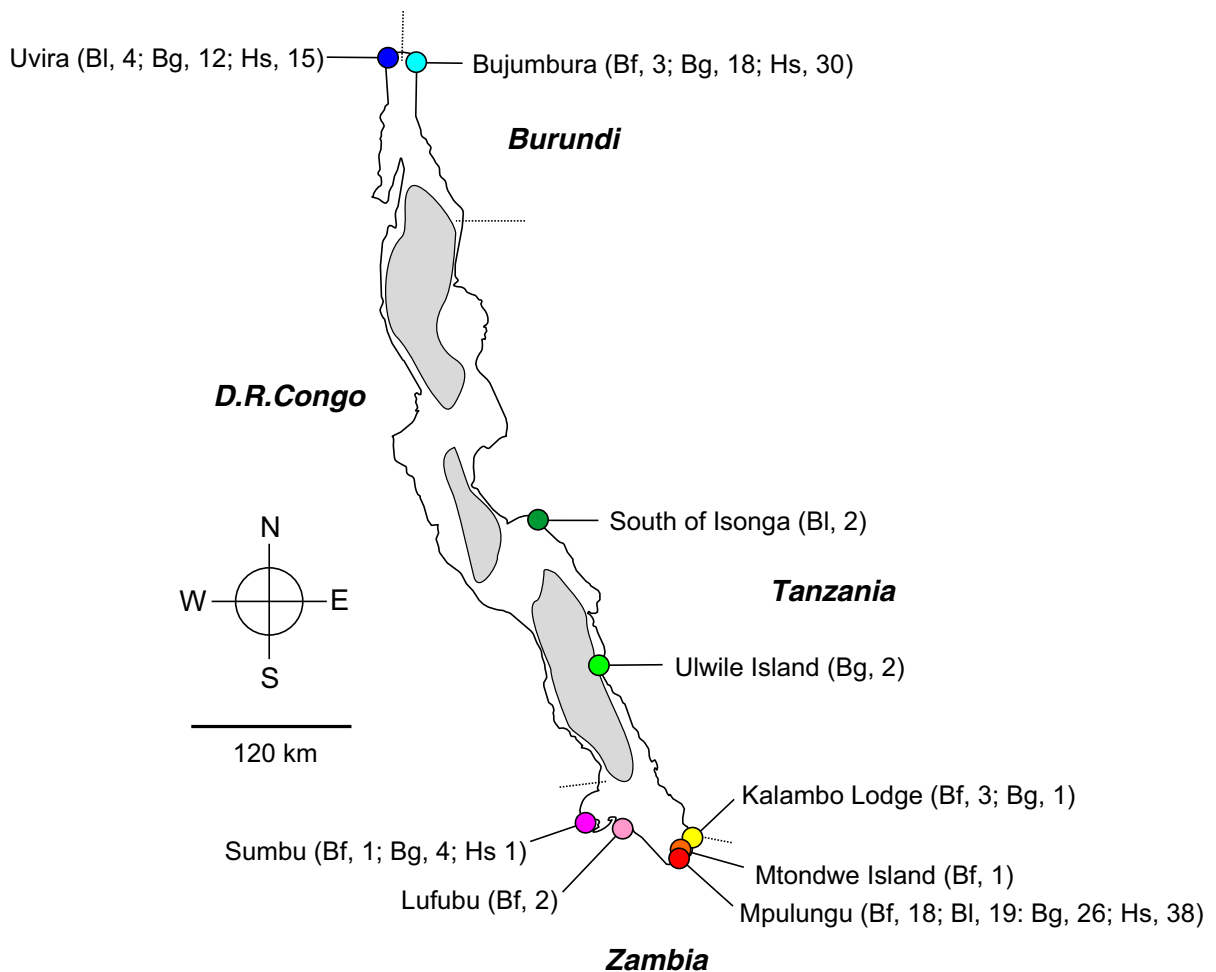 Uvira (Bl, 4; Bg, 12; Hs, 15)
Bujumbura (Bf, 3; Bg, 18; Hs, 30)
Burundi
D.R.Congo
South of Isonga (Bl, 2)
N
W
E
S
Tanzania
Ulwile Island (Bg, 2)
120 km
Kalambo Lodge (Bf, 3; Bg, 1)
Sumbu (Bf, 1; Bg, 4; Hs 1)
Mtondwe Island (Bf, 1)
Lufubu (Bf, 2)
Mpulungu (Bf, 18; Bl, 19: Bg, 26; Hs, 38)
Zambia